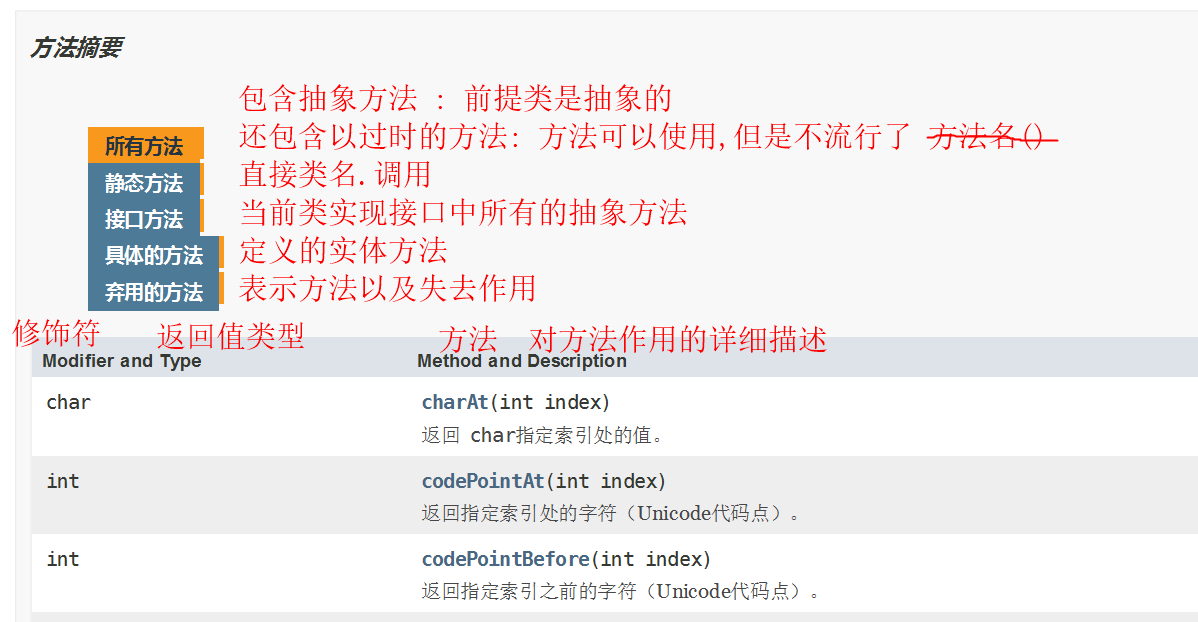 方法摘要
包含抽象方法 : 前提类是抽象的
所有方法 还包含以过时的方法: 方法可以使用,但是不流行了 方法名()
静态方法 直接类名.调用
接口方法 当前类实现接口中所有的抽象方法
具体的方法 定义的实体方法
弃用的方法 表示方法以及失去作用
修饰符 返回值类型 方法 对方法作用的详细描述
Modifier and Type Method and Description
char charAt(int index)
返回 char指定索引处的值。
int codePointAt(int index)
返回指定索引处的字符（Unicode代码点）。
int codePointBefore(int index)
返回指定索引之前的字符（Unicode代码点）。